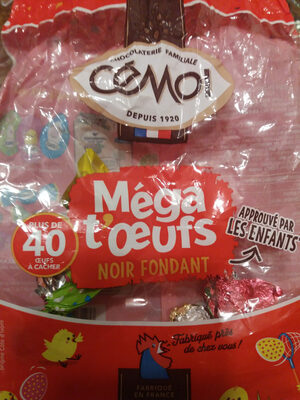 CHOCOLATERIE FAMILIALE
CÉMOI
DEPUIS 1920
Méga
t'œufs
NOIR FONDANT
PLUS DE
40
ŒUFS
À CACHER
APPROUVÉ PAR
LES ENFANTS
Fabriqué près
de chez vous !
FABRIQUÉ
EN FRANCE